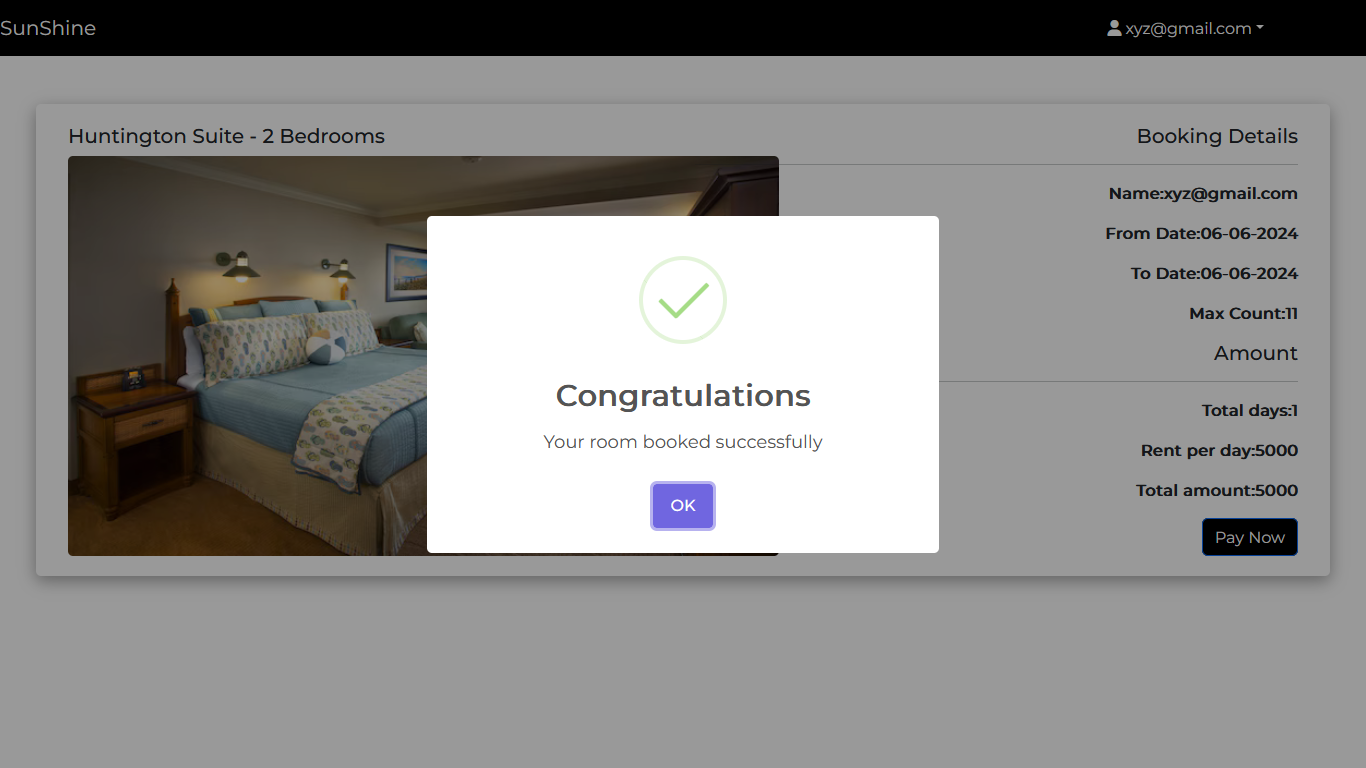 SunShine
xyz@gmail.com
Huntington Suite - 2 Bedrooms
Booking Details
Name:xyz@gmail.com
From Date:06-06-2024
To Date:06-06-2024
Max Count:11
Amount
Total days:1
Rent per day:5000
Total amount:5000
Pay Now
Congratulations
Your room booked successfully
OK